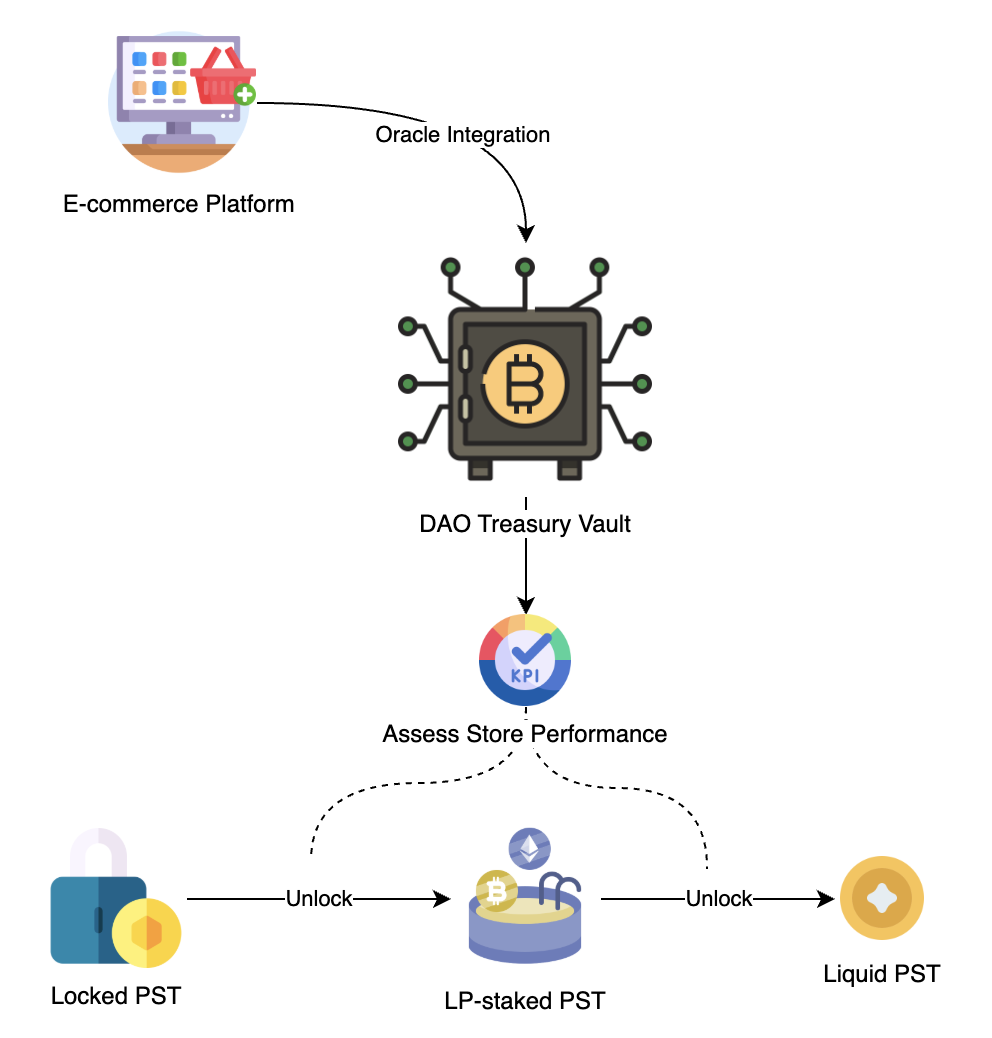 Oracle Integration
E-commerce Platform
DAO Treasury Vault
KPI
Assess Store Performance
Unlock
Unlock
Locked PST
LP-staked PST
Liquid PST